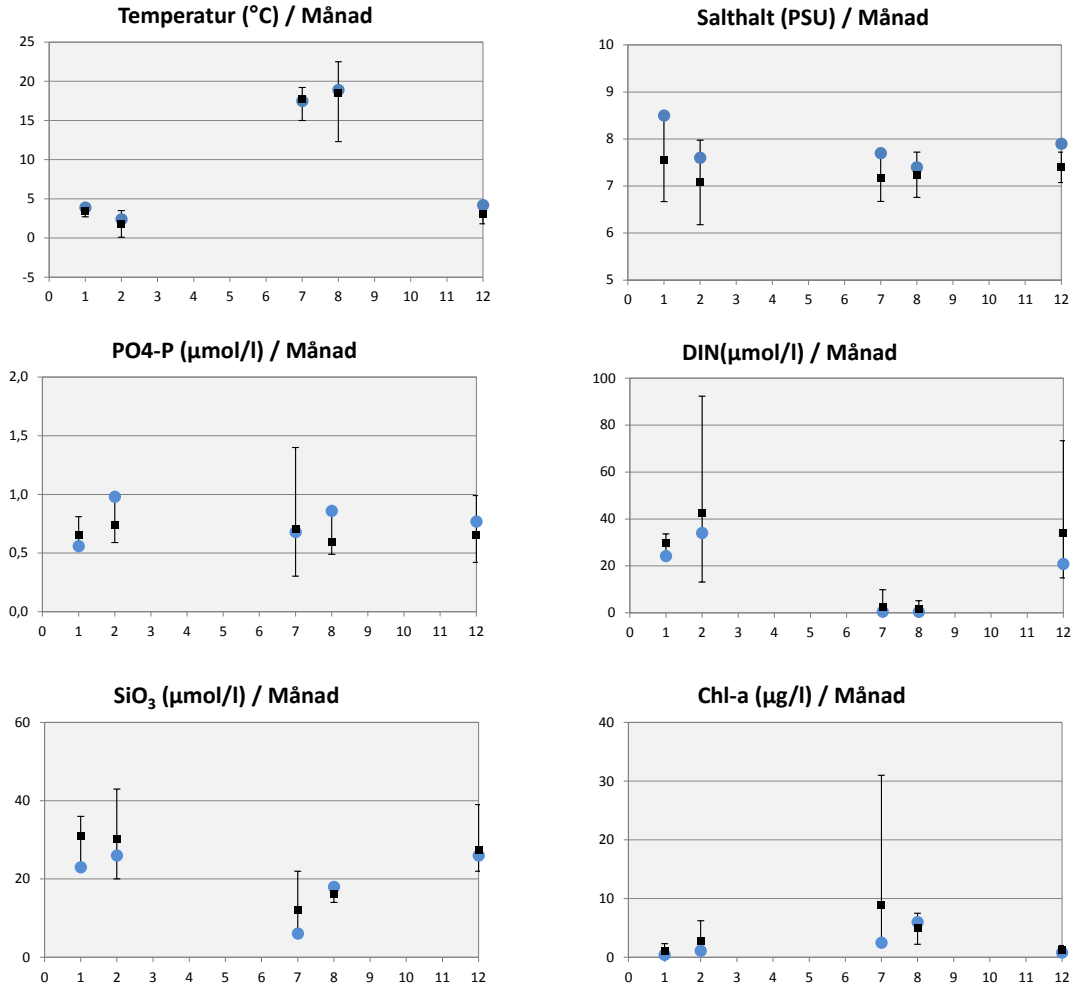 Temperatur (°C) / Månad
25
20
15
10
5
0
-5
0 1 2 3 4 5 6 7 8 9 10 11 12
Salthalt (PSU) / Månad
10
9
8
7
6
5
0 1 2 3 4 5 6 7 8 9 10 11 12
PO4-P (µmol/l) / Månad
2,0
1,5
1,0
0,5
0,0
0 1 2 3 4 5 6 7 8 9 10 11 12
DIN(µmol/l) / Månad
100
80
60
40
20
0
0 1 2 3 4 5 6 7 8 9 10 11 12
SiO₃ (µmol/l) / Månad
60
40
20
0
0 1 2 3 4 5 6 7 8 9 10 11 12
Chl-a (µg/l) / Månad
40
30
20
10
0
0 1 2 3 4 5 6 7 8 9 10 11 12